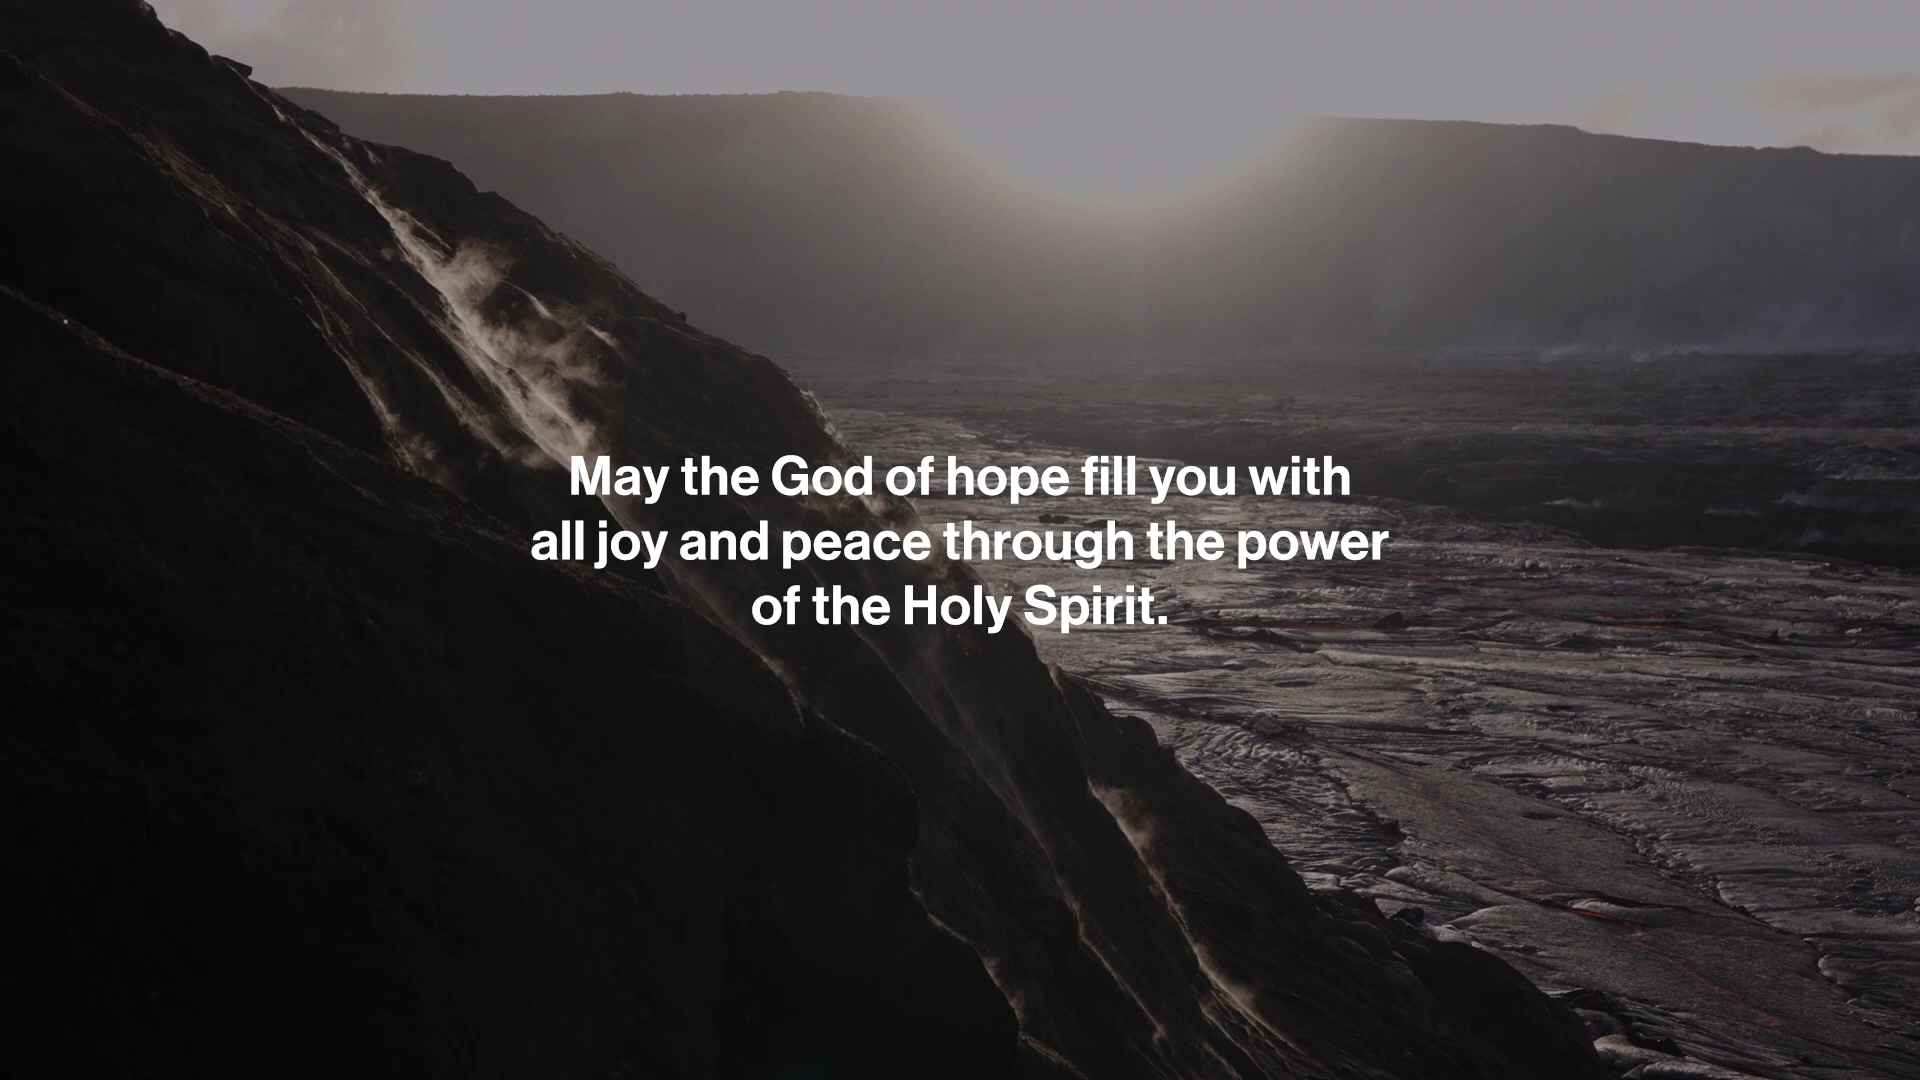 May the God of hope fill you with
all joy and peace through the power
of the Holy Spirit.